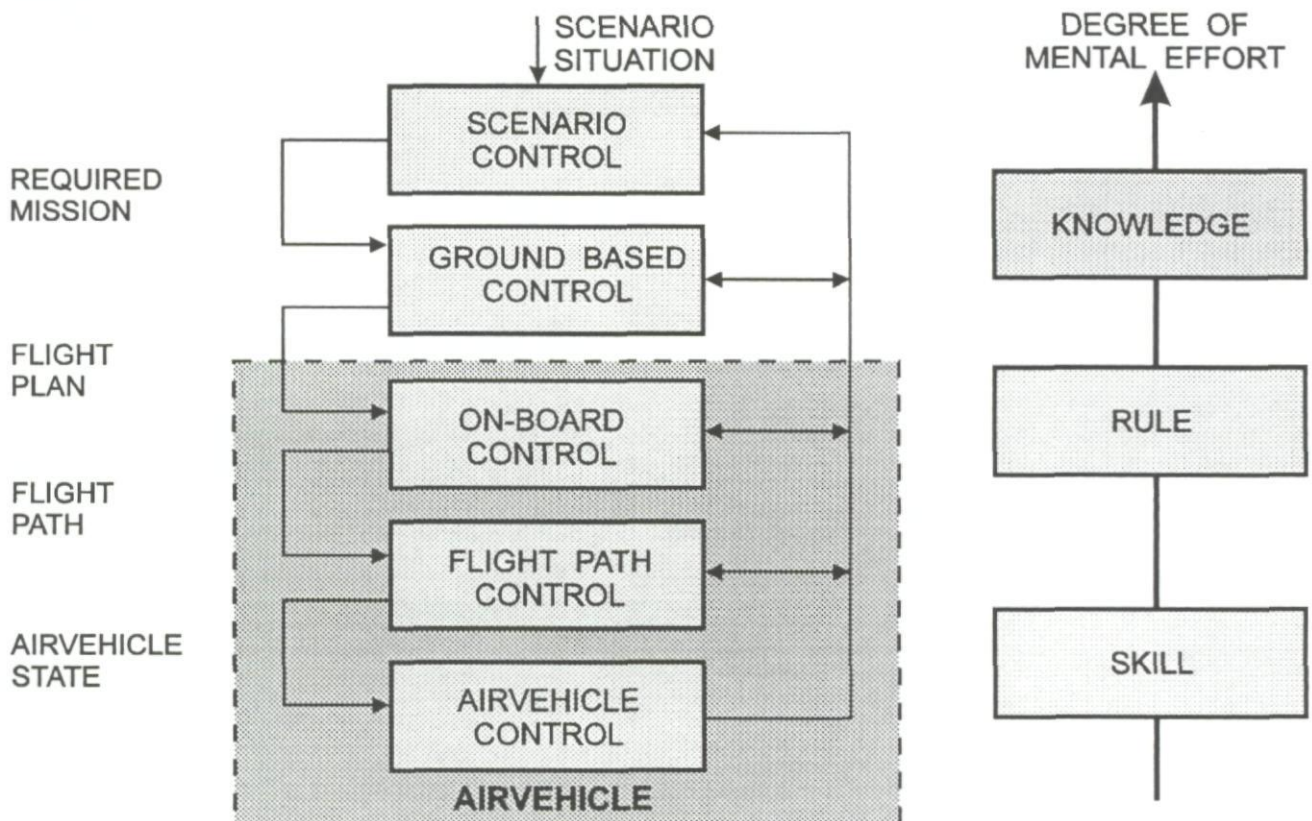 SCENARIO
SITUATION
DEGREE OF
MENTAL EFFORT
SCENARIO
CONTROL
REQUIRED
MISSION
KNOWLEDGE
GROUND BASED
CONTROL
FLIGHT
PLAN
ON-BOARD
CONTROL
RULE
FLIGHT
PATH
FLIGHT PATH
CONTROL
AIRVEHICLE
STATE
SKILL
AIRVEHICLE
CONTROL
AIRVEHICLE